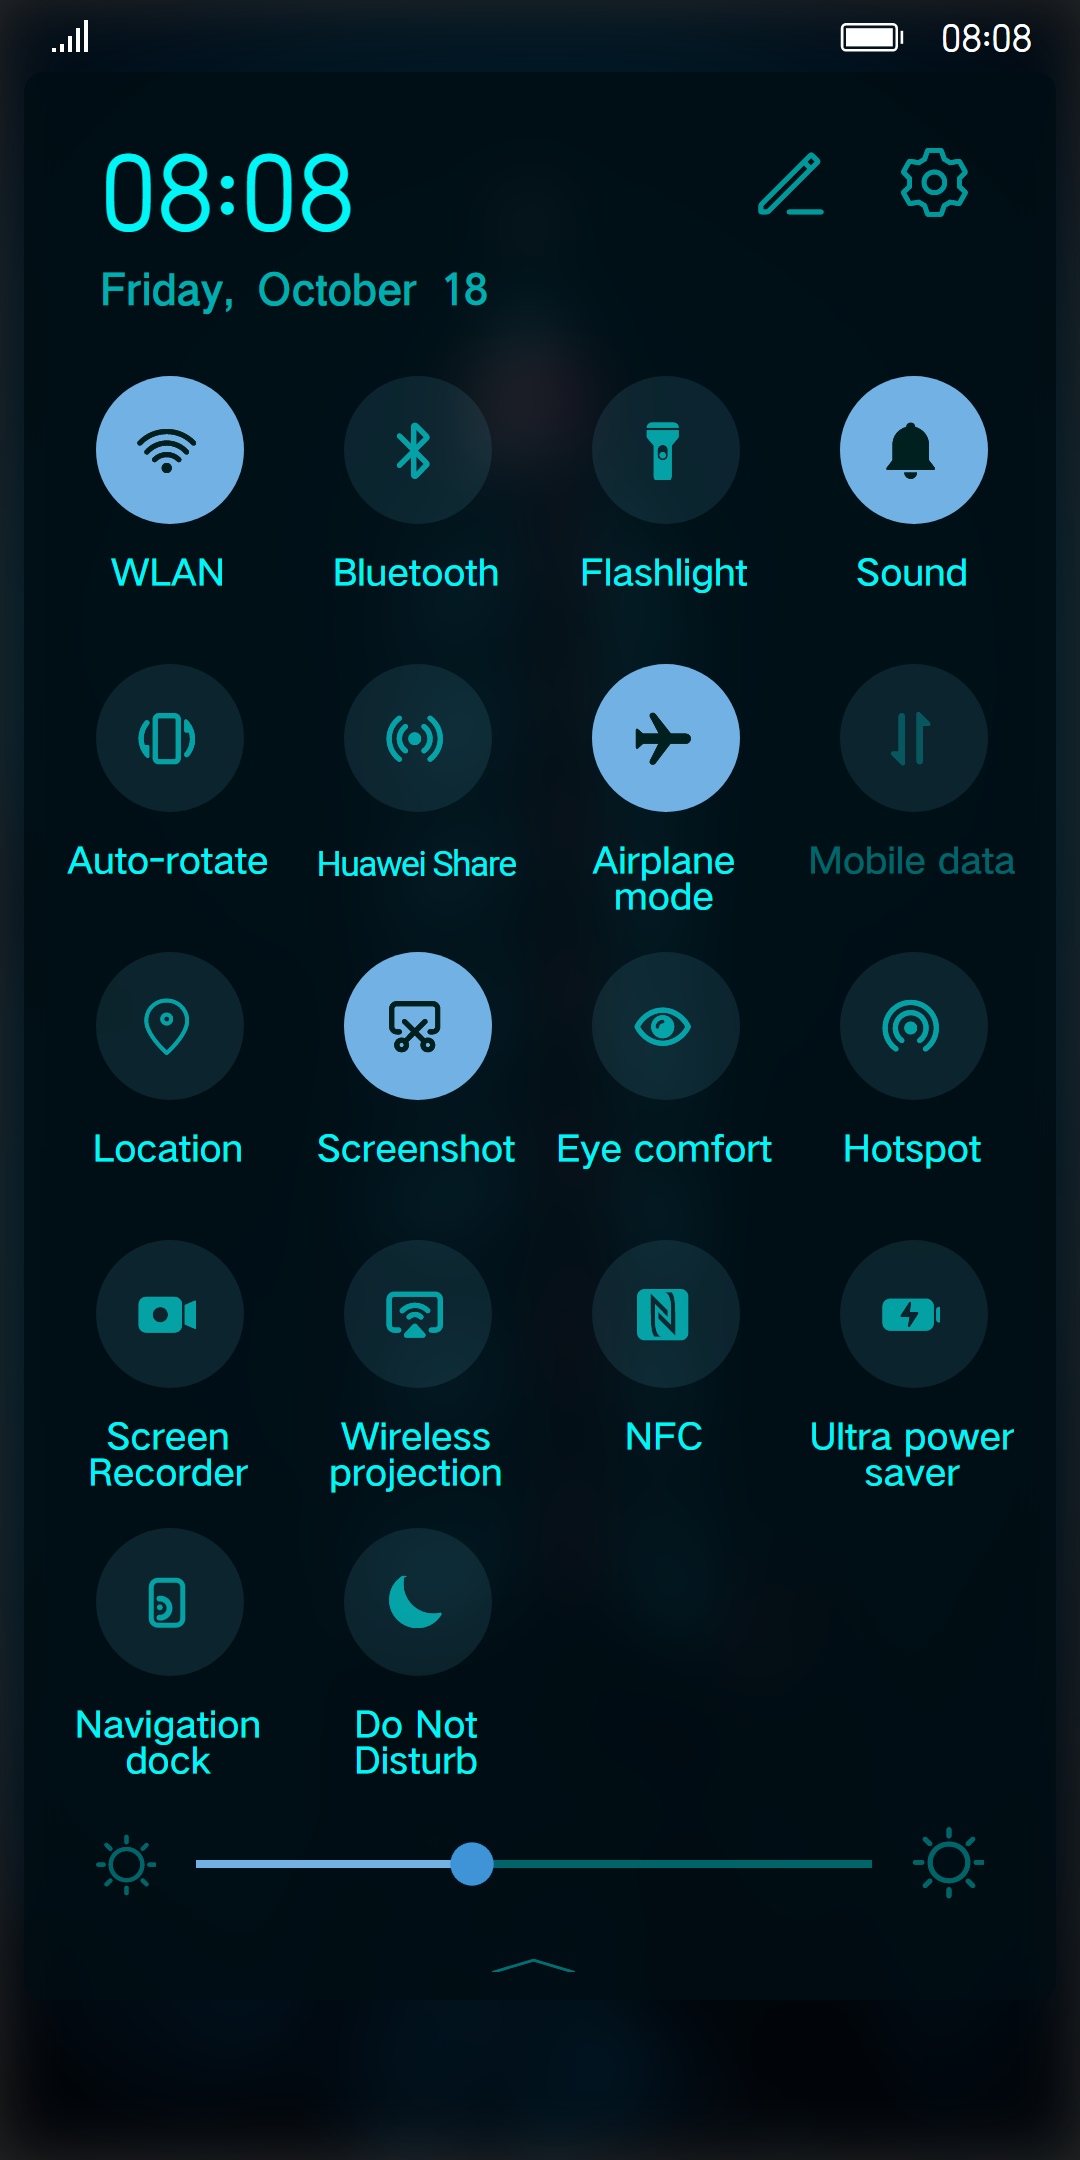 08:08
08:08
Friday, October 18
WLAN Bluetooth Flashlight Sound
Auto-rotate Huawei Share Airplane mode Mobile data
Location Screenshot Eye comfort Hotspot
Screen Recorder Wireless projection NFC Ultra power saver
Navigation dock Do Not Disturb